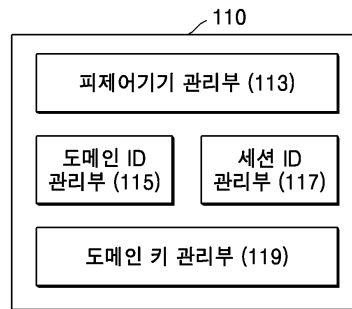 110
피제어기기 관리부 (113)
도메인 ID
관리부 (115)
세션 ID
관리부 (117)
도메인 키 관리부 (119)